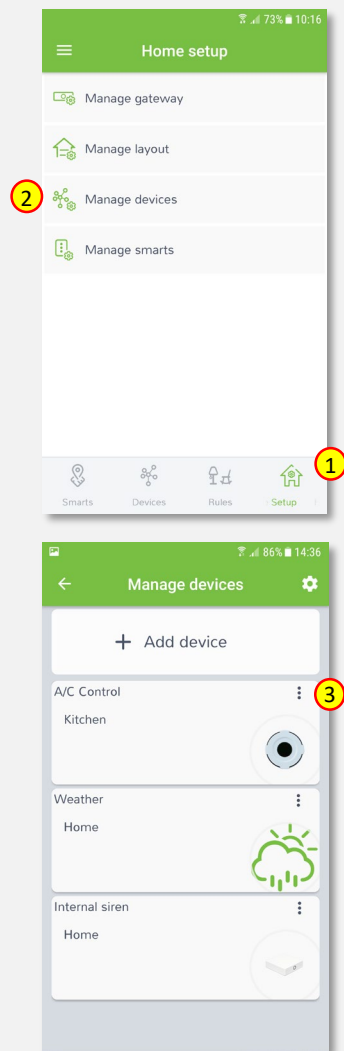 73% 10:16
Home setup
Manage gateway
Manage layout
2
Manage devices
Manage smarts
1
Smarts Devices Rules Setup
86% 14:36
Manage devices
+ Add device
A/C Control
3
Kitchen
Weather
Home
Internal siren
Home